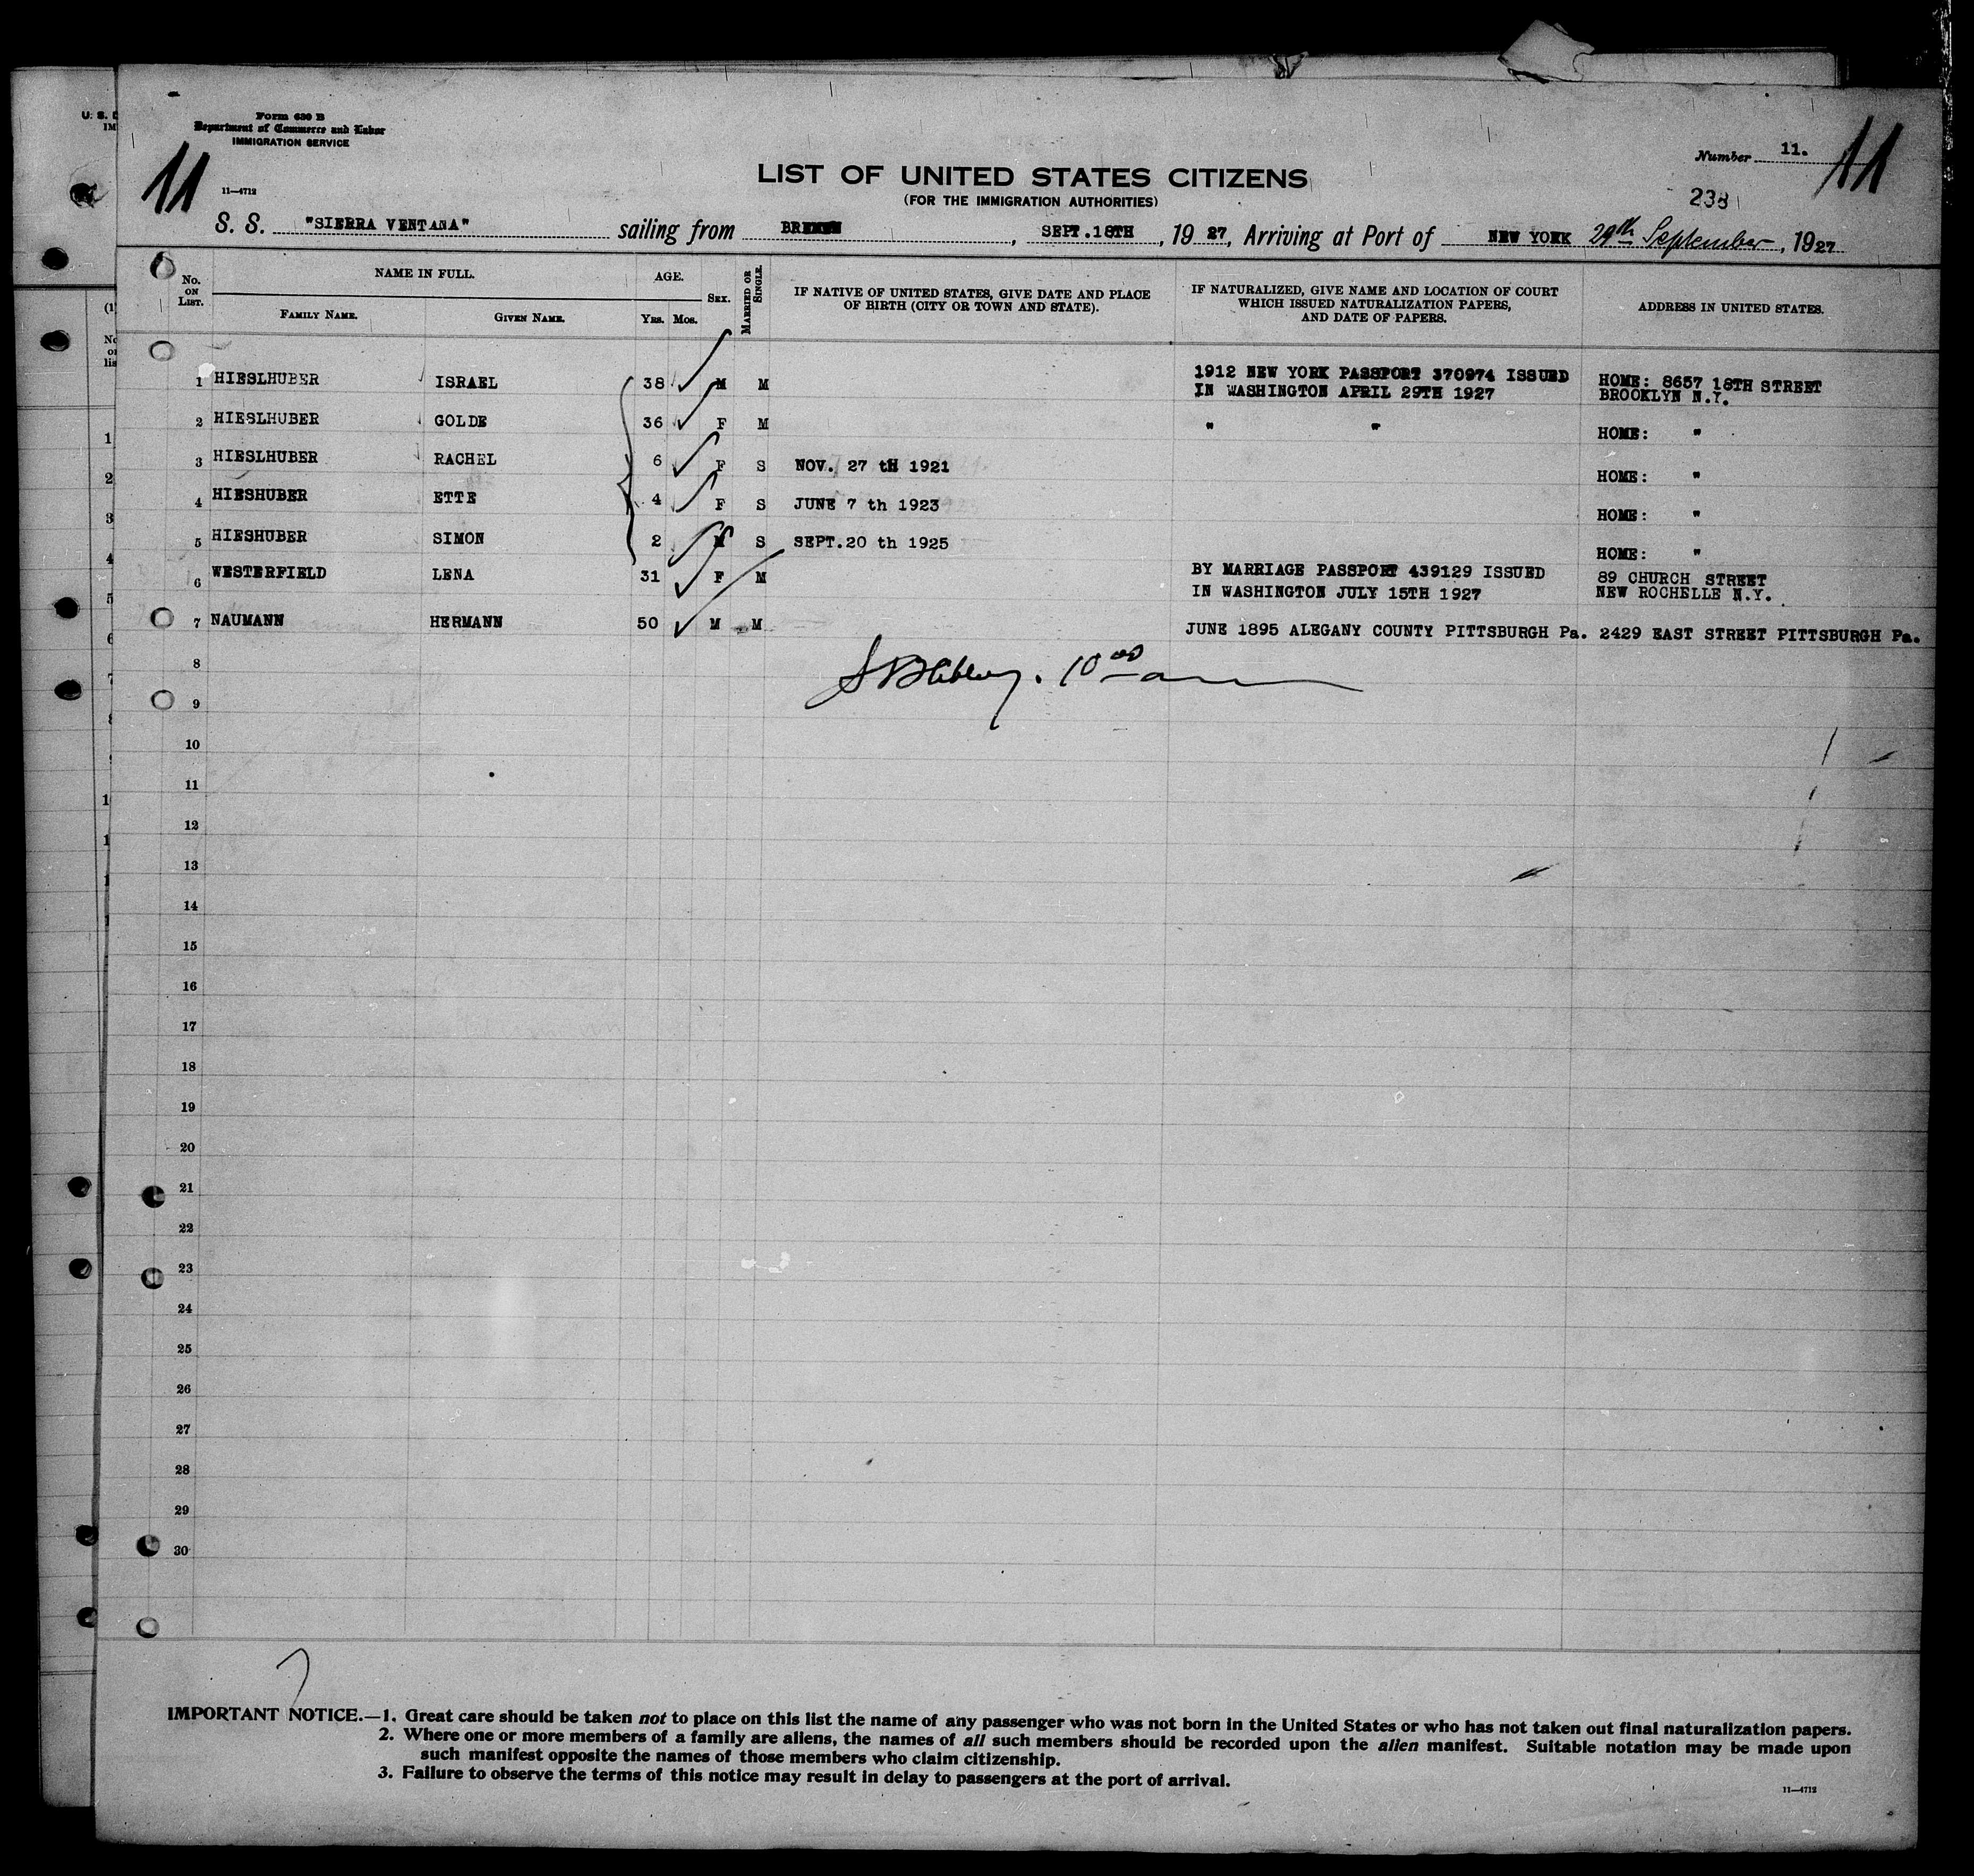 U. S. D
IM
Form 630 B
Department of Commerce and Labor
IMMIGRATION SERVICE
11
11—4712
Number 11.
11
LIST OF UNITED STATES CITIZENS
(FOR THE IMMIGRATION AUTHORITIES)
238
S. S. "SIERRA VENTANA" sailing from BREMEN, SEPT.18TH, 19 27, Arriving at Port of NEW YORK 29th September, 1927
No. ON LIST. NAME IN FULL. AGE. SEX. MARRIED OR SINGLE. IF NATIVE OF UNITED STATES, GIVE DATE AND PLACE OF BIRTH (CITY OR TOWN AND STATE). IF NATURALIZED, GIVE NAME AND LOCATION OF COURT WHICH ISSUED NATURALIZATION PAPERS, AND DATE OF PAPERS. ADDRESS IN UNITED STATES.
FAMILY NAME. GIVEN NAME. YRS. MOS.
1 HIESLHUBER ISRAEL 38 M M 1912 NEW YORK PASSPORT 370974 ISSUED HOME: 8657 18TH STREET
IN WASHINGTON APRIL 29TH 1927 BROOKLYN N.Y.
2 HIESLHUBER GOLDE 36 F M " " HOME: "
3 HIESLHUBER RACHEL 6 F S NOV. 27 tH 1921 HOME: "
4 HIESHUBER ETTE 4 F S JUNE 7 th 1923 HOME: "
5 HIESHUBER SIMON 2 M S SEPT.20 th 1925 HOME: "
6 WESTERFIELD LENA 31 F M BY MARRIAGE PASSPORT 439129 ISSUED 89 CHURCH STREET
IN WASHINGTON JULY 15TH 1927 NEW ROCHELLE N.Y.
7 NAUMANN HERMANN 50 M M JUNE 1895 ALEGANY COUNTY PITTSBURGH Pa. 2429 EAST STREET PITTSBURGH Pa.
8
9
10
11
12
13
14
15
16
17
18
19
20
21
22
23
24
25
26
27
28
29
30
IMPORTANT NOTICE.—1. Great care should be taken not to place on this list the name of any passenger who was not born in the United States or who has not taken out final naturalization papers.
2. Where one or more members of a family are aliens, the names of all such members should be recorded upon the alien manifest. Suitable notation may be made upon
such manifest opposite the names of those members who claim citizenship.
3. Failure to observe the terms of this notice may result in delay to passengers at the port of arrival.
11—4712